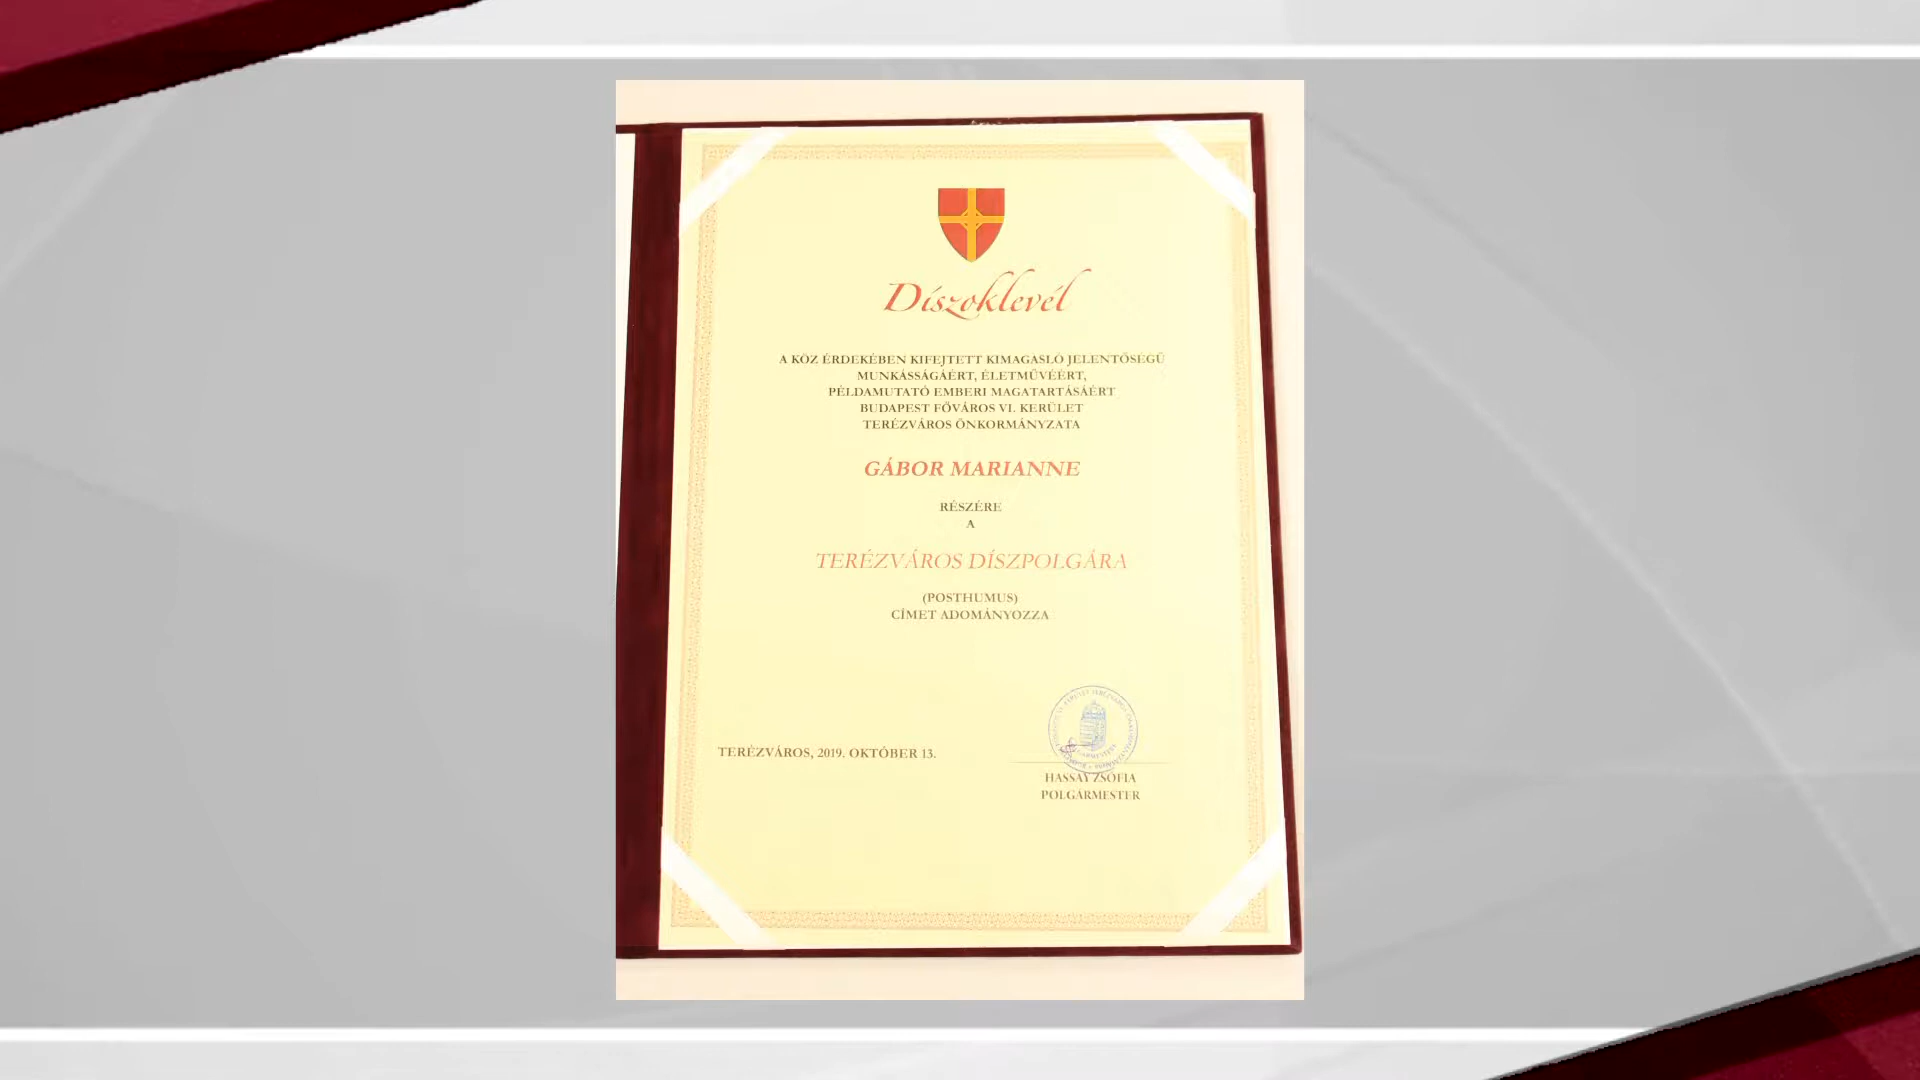 Díszoklevél
A KÖZ ÉRDEKÉBEN KIFEJTETT KIMAGASLÓ JELENTŐSÉGŰ
MUNKÁSSÁGÁÉRT, ÉLETMŰVÉÉRT,
PÉLDAMUTATÓ EMBERI MAGATARTÁSÁÉRT
BUDAPEST FŐVÁROS VI. KERÜLET
TERÉZVÁROS ÖNKORMÁNYZATA
GÁBOR MARIANNE
RÉSZÉRE
A
TERÉZVÁROS DÍSZPOLGÁRA
(POSTHUMUS)
CÍMET ADOMÁNYOZZA
TERÉZVÁROS, 2019. OKTÓBER 13.
HASSAY ZSÓFIA
POLGÁRMESTER